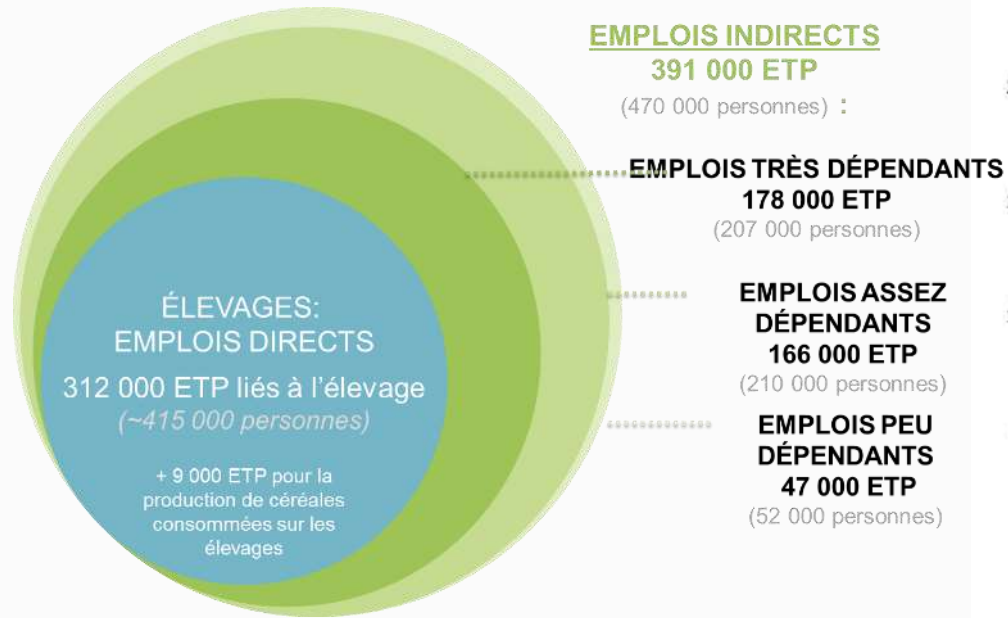 EMPLOIS INDIRECTS
391 000 ETP
(470 000 personnes) :
EMPLOIS TRÈS DÉPENDANTS
178 000 ETP
(207 000 personnes)
EMPLOIS ASSEZ
DÉPENDANTS
166 000 ETP
(210 000 personnes)
EMPLOIS PEU
DÉPENDANTS
47 000 ETP
(52 000 personnes)
ÉLEVAGES:
EMPLOIS DIRECTS
312 000 ETP liés à l'élevage
(~415 000 personnes)
+ 9 000 ETP pour la
production de céréales
consommées sur les
élevages